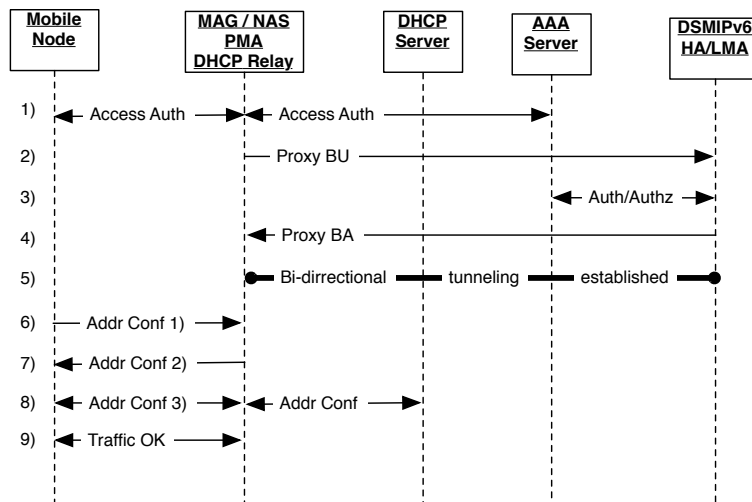 Mobile
Node
MAG / NAS
PMA
DHCP Relay
DHCP
Server
AAA
Server
DSMIPv6
HA/LMA
1) Access Auth Access Auth
2) Proxy BU
3) Auth/Authz
4) Proxy BA
5) Bi-dirrectional tunneling established
6) Addr Conf 1)
7) Addr Conf 2)
8) Addr Conf 3) Addr Conf
9) Traffic OK